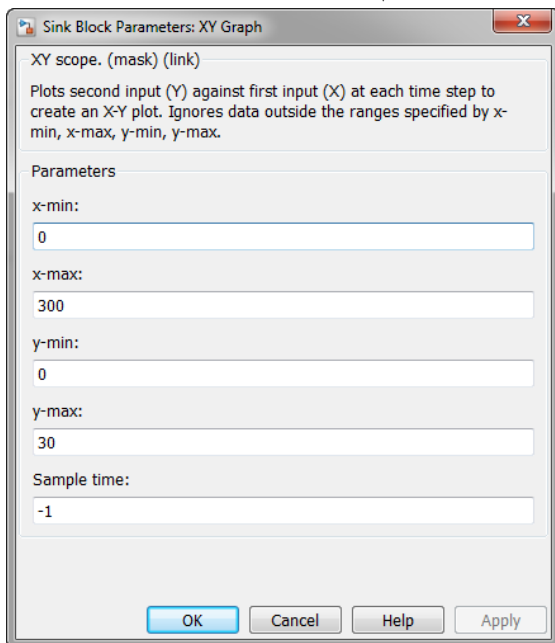 Sink Block Parameters: XY Graph
XY scope. (mask) (link)
Plots second input (Y) against first input (X) at each time step to
create an X-Y plot. Ignores data outside the ranges specified by x-
min, x-max, y-min, y-max.
Parameters
x-min:
0
x-max:
300
y-min:
0
y-max:
30
Sample time:
-1
OK Cancel Help Apply